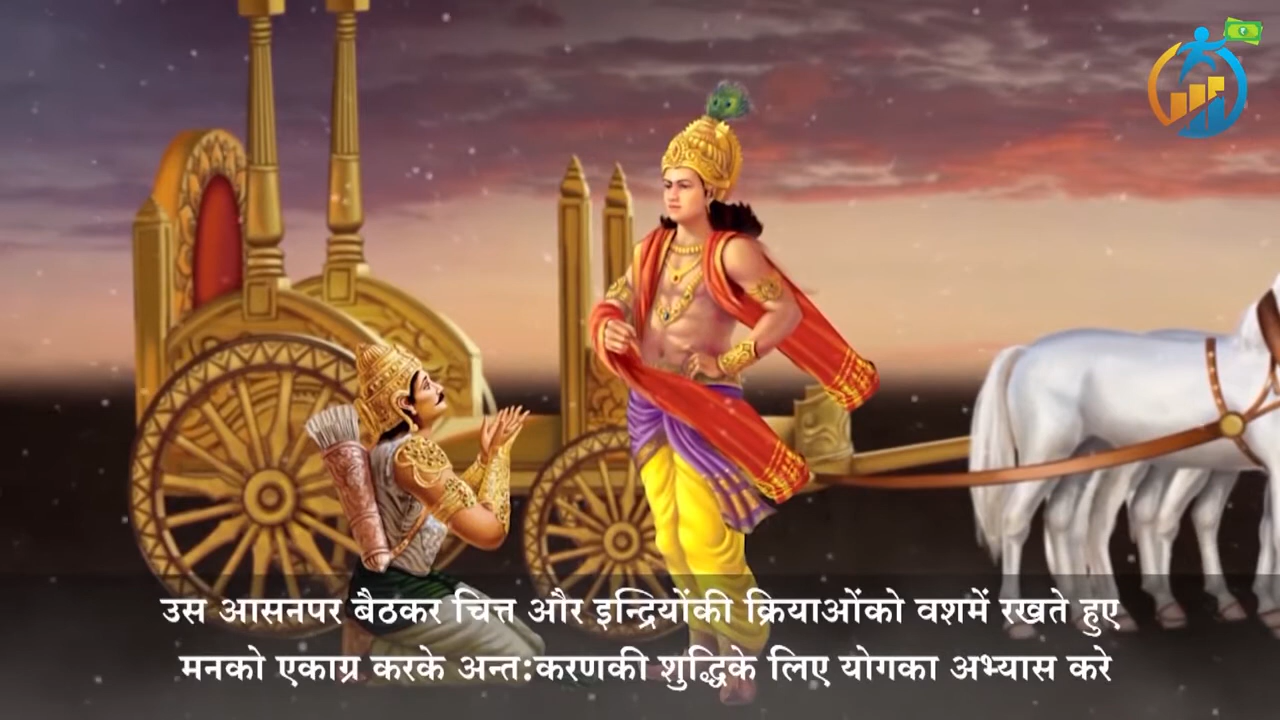 उस आसनपर बैठकर चित्त और इन्द्रियोंकी क्रियाओंको वशमें रखते हुए
मनको एकाग्र करके अन्त:करणकी शुद्धिके लिए योगका अभ्यास करे